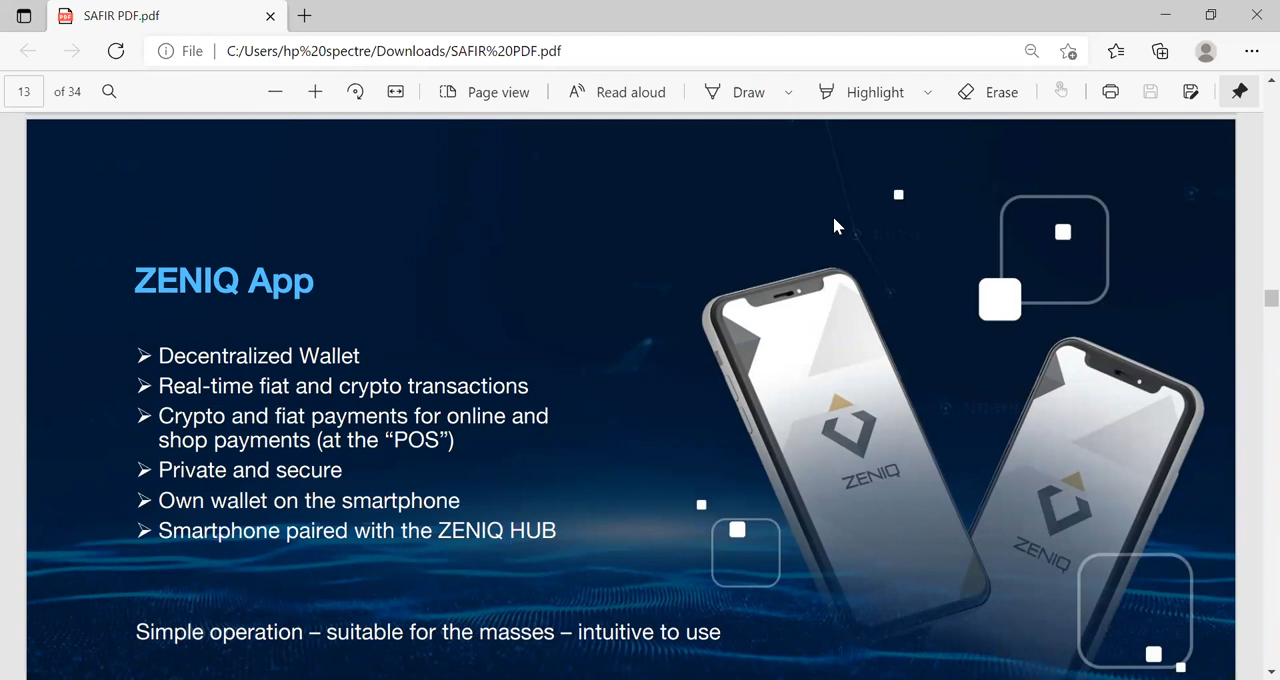 SAFIR PDF.pdf
File
C:/Users/hp%20spectre/Downloads/SAFIR%20PDF.pdf
13 of 34
Page view
Read aloud
Draw
Highlight
Erase
ZENIQ App
➢ Decentralized Wallet
➢ Real-time fiat and crypto transactions
➢ Crypto and fiat payments for online and
shop payments (at the “POS”)
➢ Private and secure
➢ Own wallet on the smartphone
➢ Smartphone paired with the ZENIQ HUB
ZENIQ
ZENIQ
Simple operation – suitable for the masses – intuitive to use